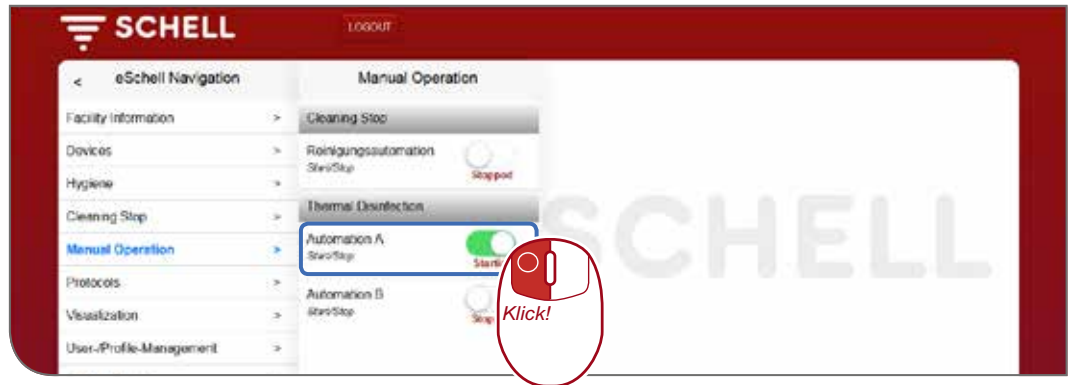 SCHELL
LOGOUT
< eSchell Navigation
Manual Operation
Facility Information >
Devices >
Hygiene >
Cleaning Stop >
Manual Operation >
Protocols >
Visualization >
User-/Profile-Management >
Cleaning Stop
Reinigungsautomation
Start/Stop
Stopped
Thermal Desinfection
Automation A
Start/Stop
Automation B
Start/Stop
Klick!
SCHELL